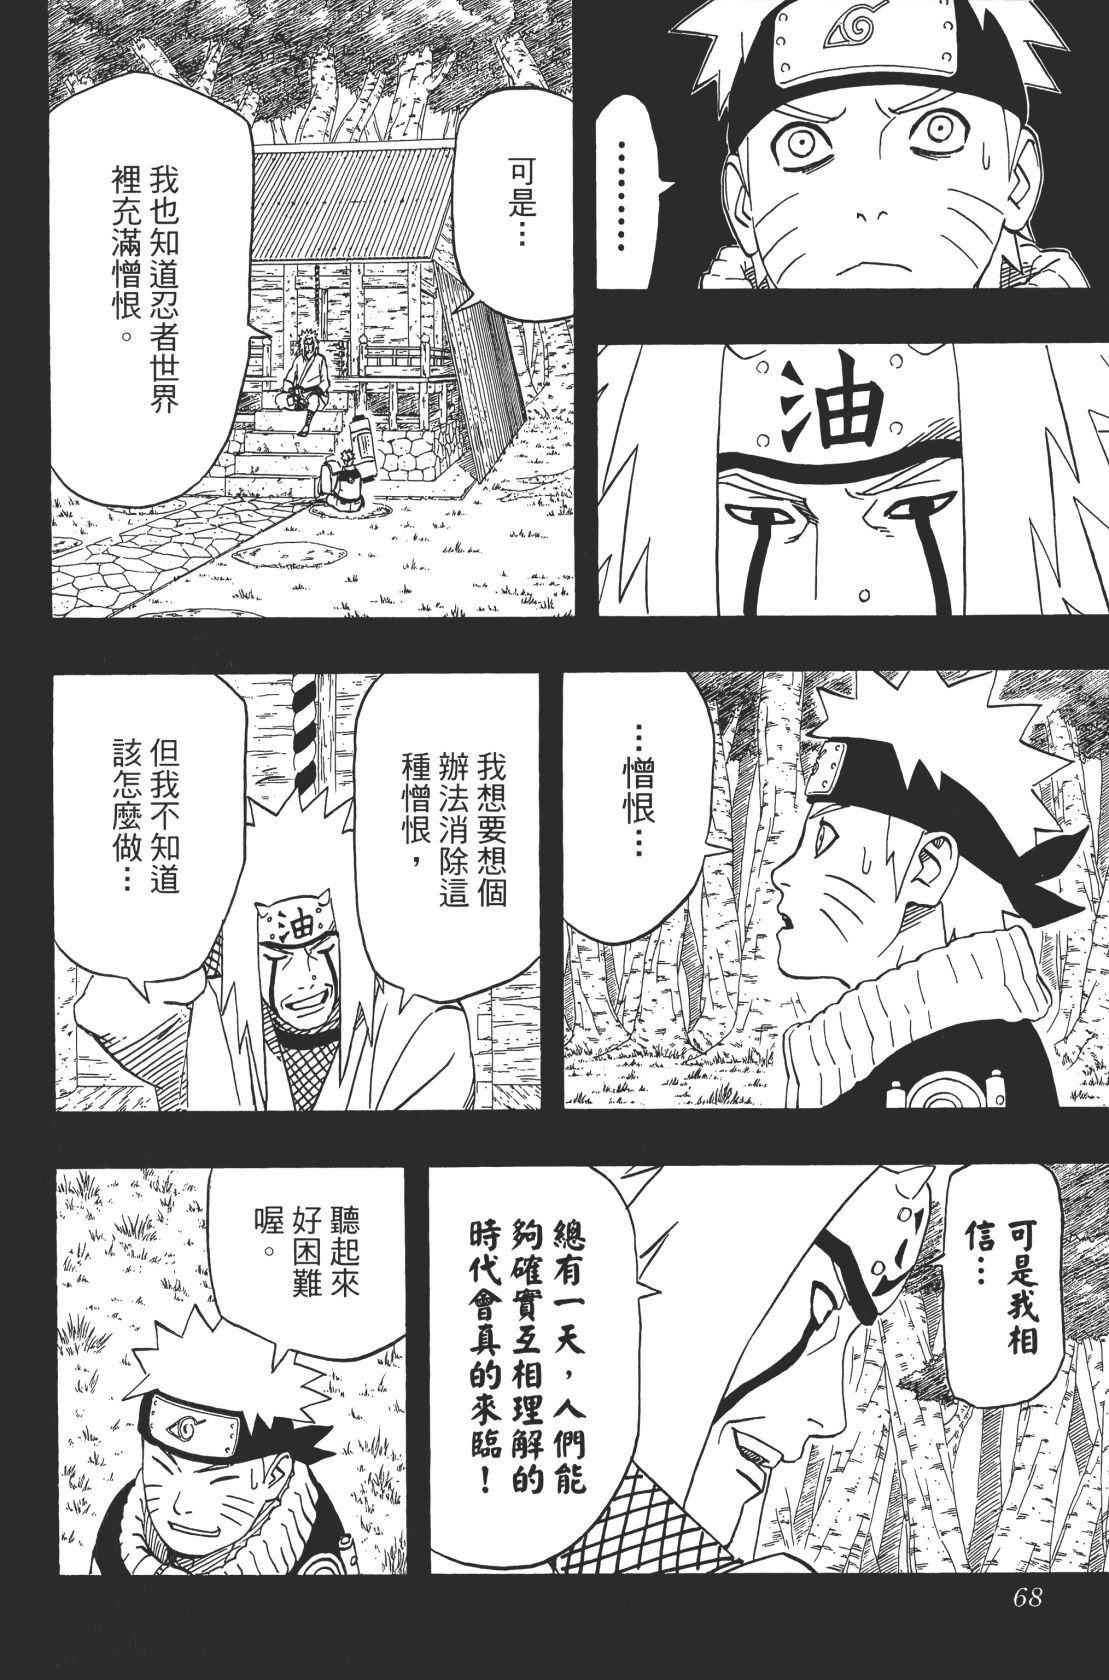 ………
油
可是…
我也知道忍者世界
裡充滿憎恨。
…憎恨…
我想要想個
辦法消除這
種憎恨，
油
但我不知道
該怎麼做…
可是我相
信…
總有一天，人們能
夠確實互相理解的
時代會真的來臨！
聽起來
好困難
喔。
68